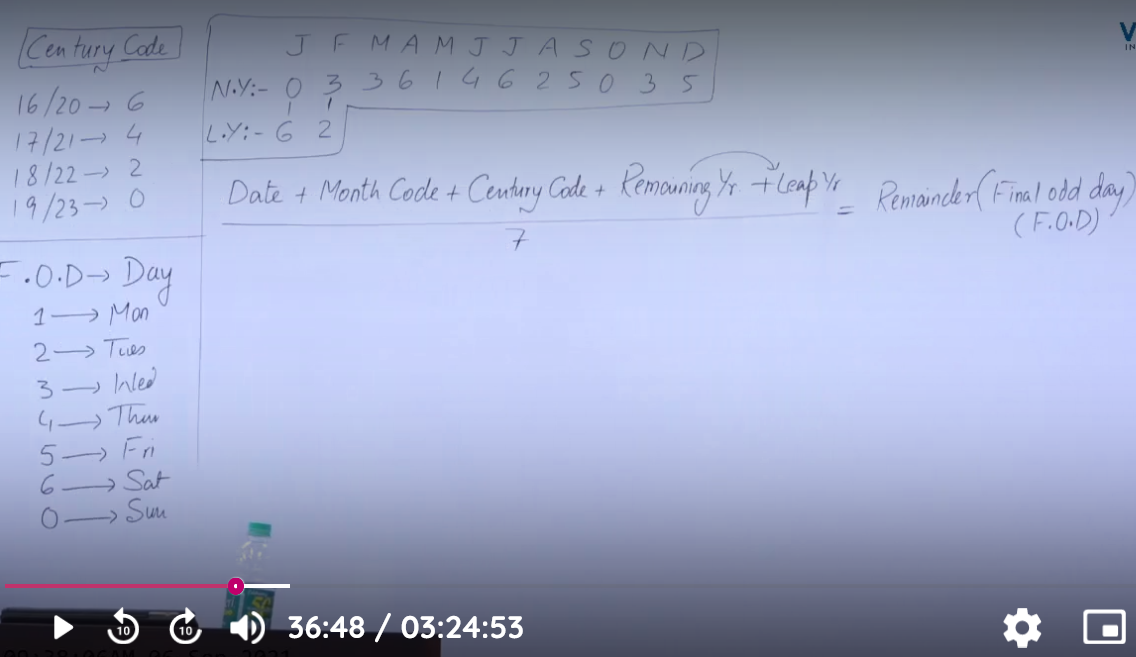 Century Code
16/20 → 6
17/21 → 4
18/22 → 2
19/23 → 0
J F M A M J J A S O N D
N.Y:- 0 3 3 6 1 4 6 2 5 0 3 5
L.Y:- 6 2
Date + Month Code + Century Code + Remaining Yr. + Leap Yr = Remainder (Final odd day)
7
(F.O.D)
F.O.D → Day
1 → Mon
2 → Tues
3 → Wed
4 → Thur
5 → Fri
6 → Sat
0 → Sun
V
IN
10 10 36:48 / 03:24:53